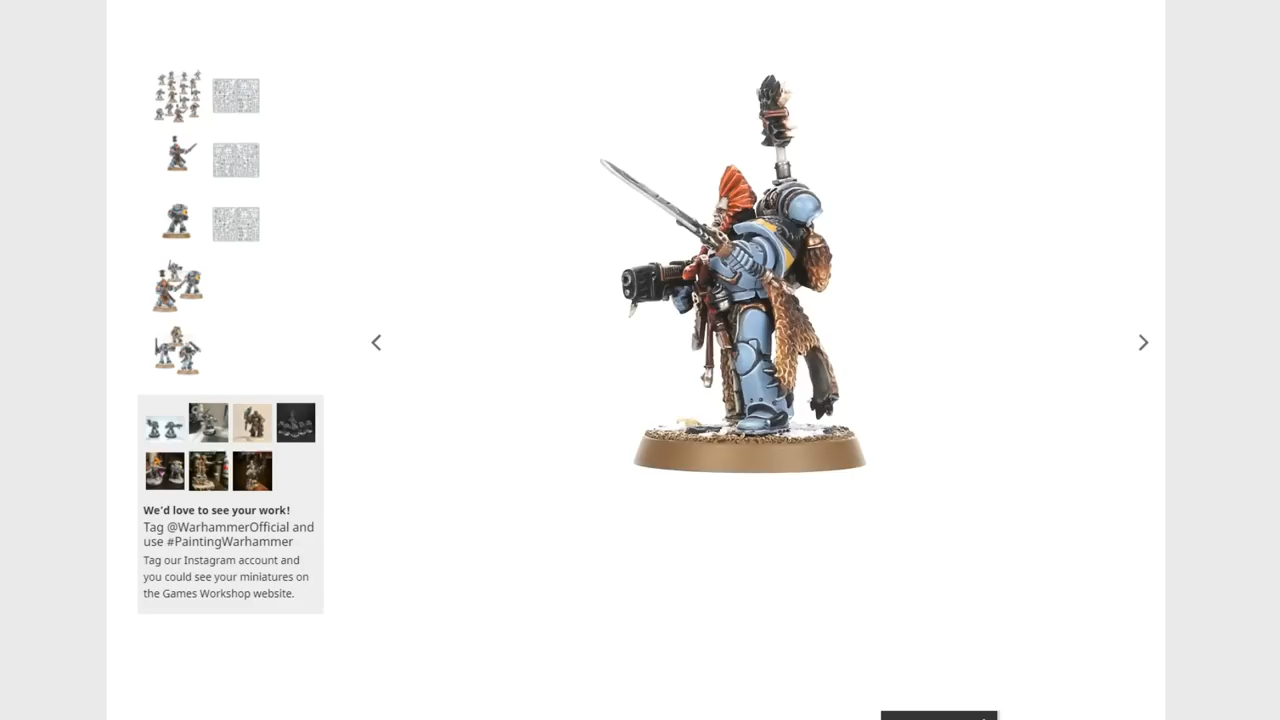 We'd love to see your work!
Tag @WarhammerOfficial and
use #PaintingWarhammer
Tag our Instagram account and
you could see your miniatures on
the Games Workshop website.